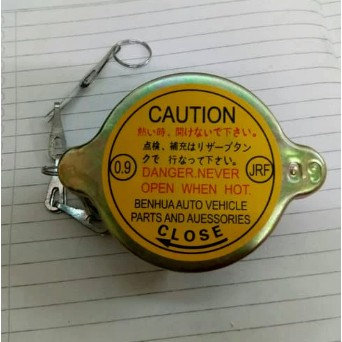 CAUTION
熱い時、開けないで下さい。
点検、補充はリザーブタン
クで 行なって下さい。
0.9
DANGER.NEVER
JRF
OPEN WHEN HOT.
BENHUA AUTO VEHICLE
PARTS AND AUESSORIES
CLOSE